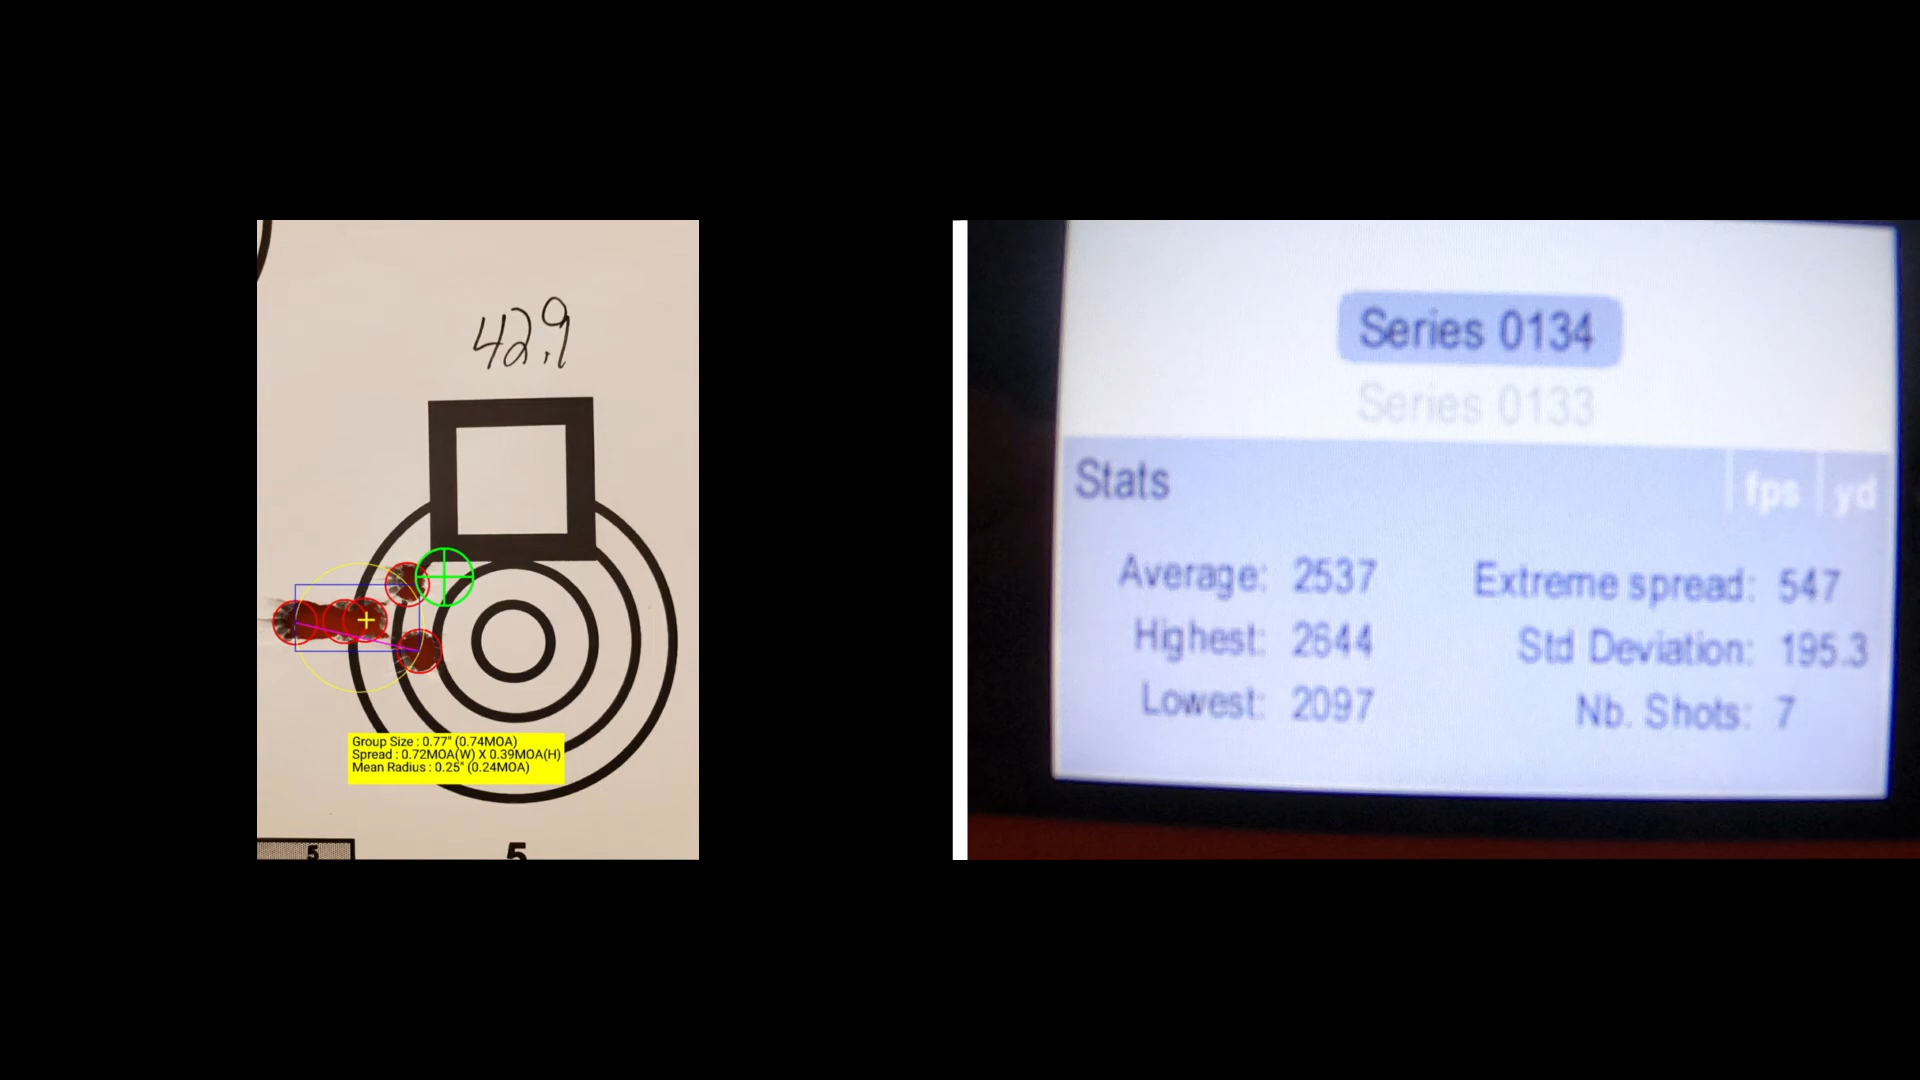 42.9
Group Size : 0.77" (0.74MOA)
Spread : 0.72MOA(W) X 0.39MOA(H)
Mean Radius : 0.25" (0.24MOA)
5
5
Series 0134
Series 0133
Stats fps yd
Average: 2537 Extreme spread: 547
Highest: 2644 Std Deviation: 195.3
Lowest: 2097 Nb. Shots: 7